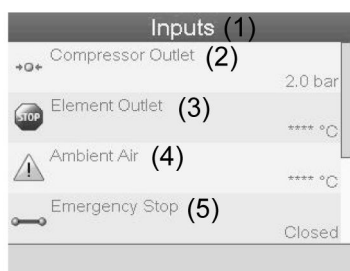 Inputs (1)
Compressor Outlet (2)
2.0 bar
STOP
Element Outlet (3)
**** °C
Ambient Air (4)
**** °C
Emergency Stop (5)
Closed